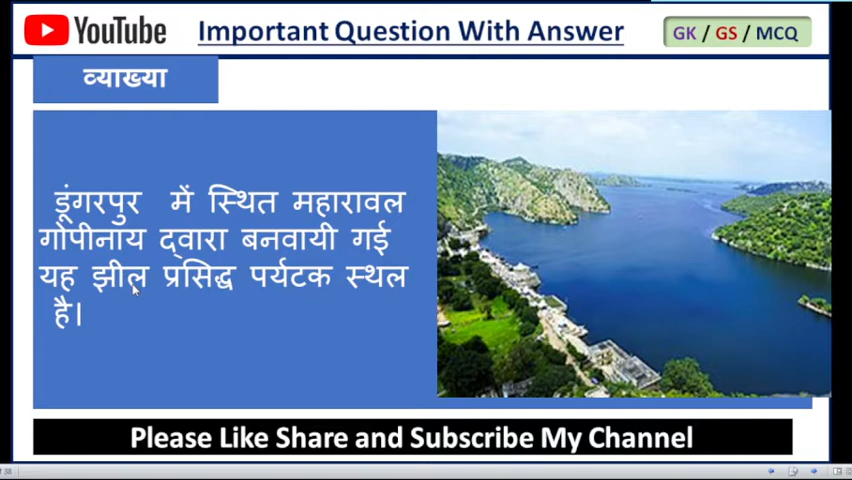 YouTube
Important Question With Answer
GK / GS / MCQ
व्याख्या
डूंगरपुर में स्थित महारावल
गोपीनाय द्वारा बनवायी गई
यह झील प्रसिद्ध पर्यटक स्थल
है।
Please Like Share and Subscribe My Channel